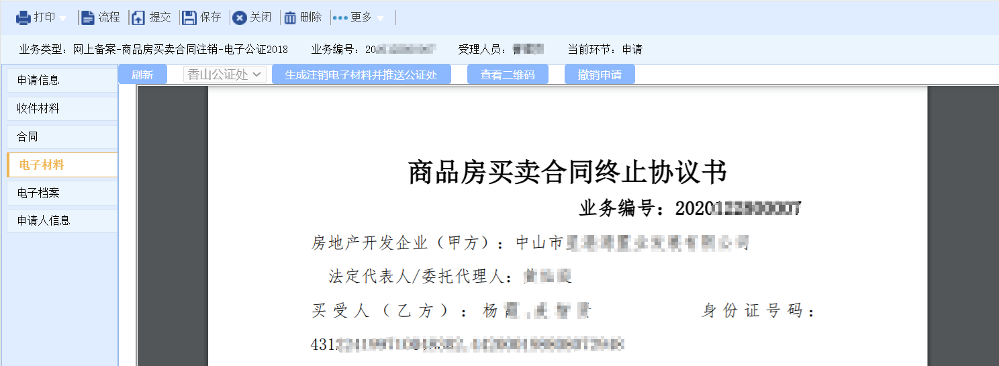 打印 流程 提交 保存 关闭 删除 更多
业务类型：网上备案-商品房买卖合同注销-电子公证2018 业务编号：20 受理人员： 当前环节：申请
刷新 香山公证处 生成注销电子材料并推送公证处 查看二维码 撤销申请
申请信息
收件材料
合同
电子材料
电子档案
申请人信息
商品房买卖合同终止协议书
业务编号：2020
房地产开发企业（甲方）：中山市
法定代表人/委托代理人：
买受人（乙方）：杨 身份证号码：
431